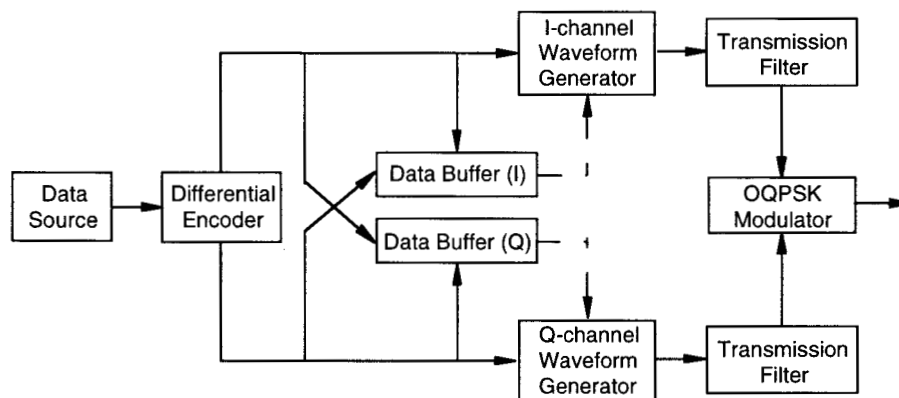 I-channel
Waveform
Generator
Transmission
Filter
Data Buffer (I)
Data
Source
Differential
Encoder
OQPSK
Modulator
Data Buffer (Q)
Q-channel
Waveform
Generator
Transmission
Filter